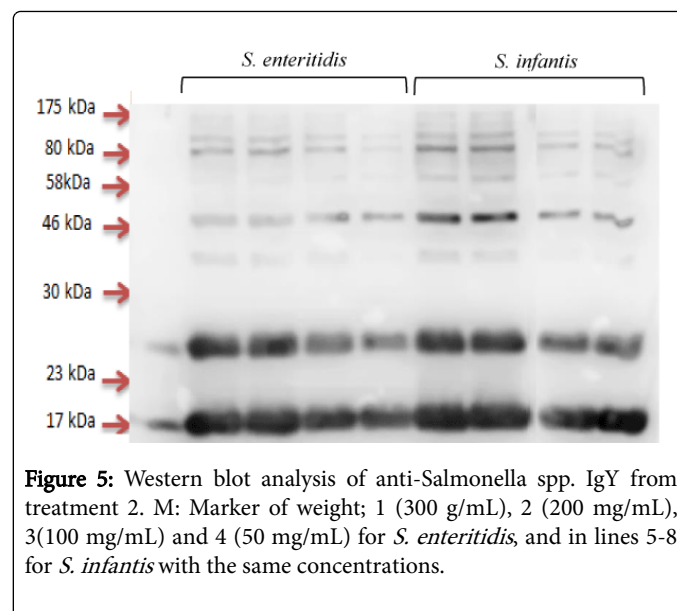 S. enteritidis
S. infantis
175 kDa
80 kDa
58kDa
46 kDa
30 kDa
23 kDa
17 kDa
Figure 5: Western blot analysis of anti-Salmonella spp. IgY from
treatment 2. M: Marker of weight; 1 (300 g/mL), 2 (200 mg/mL),
3(100 mg/mL) and 4 (50 mg/mL) for S. enteritidis, and in lines 5-8
for S. infantis with the same concentrations.